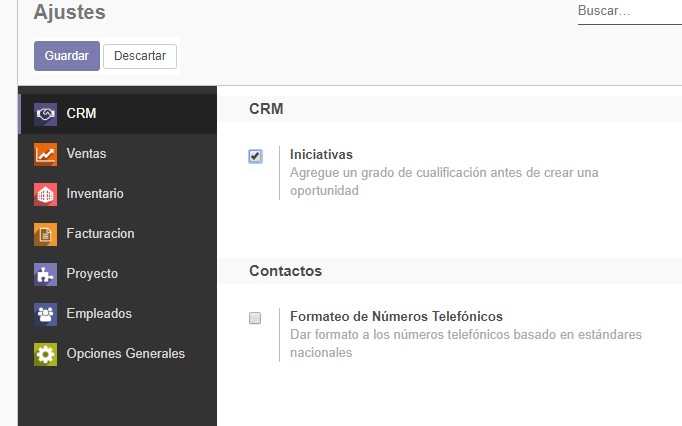 Ajustes
Buscar...
Guardar
Descartar
CRM
Ventas
Inventario
Facturacion
Proyecto
Empleados
Opciones Generales
CRM
Iniciativas
Agregue un grado de cualificación antes de crear una
oportunidad
Contactos
Formateo de Números Telefónicos
Dar formato a los números telefónicos basado en estándares
nacionales